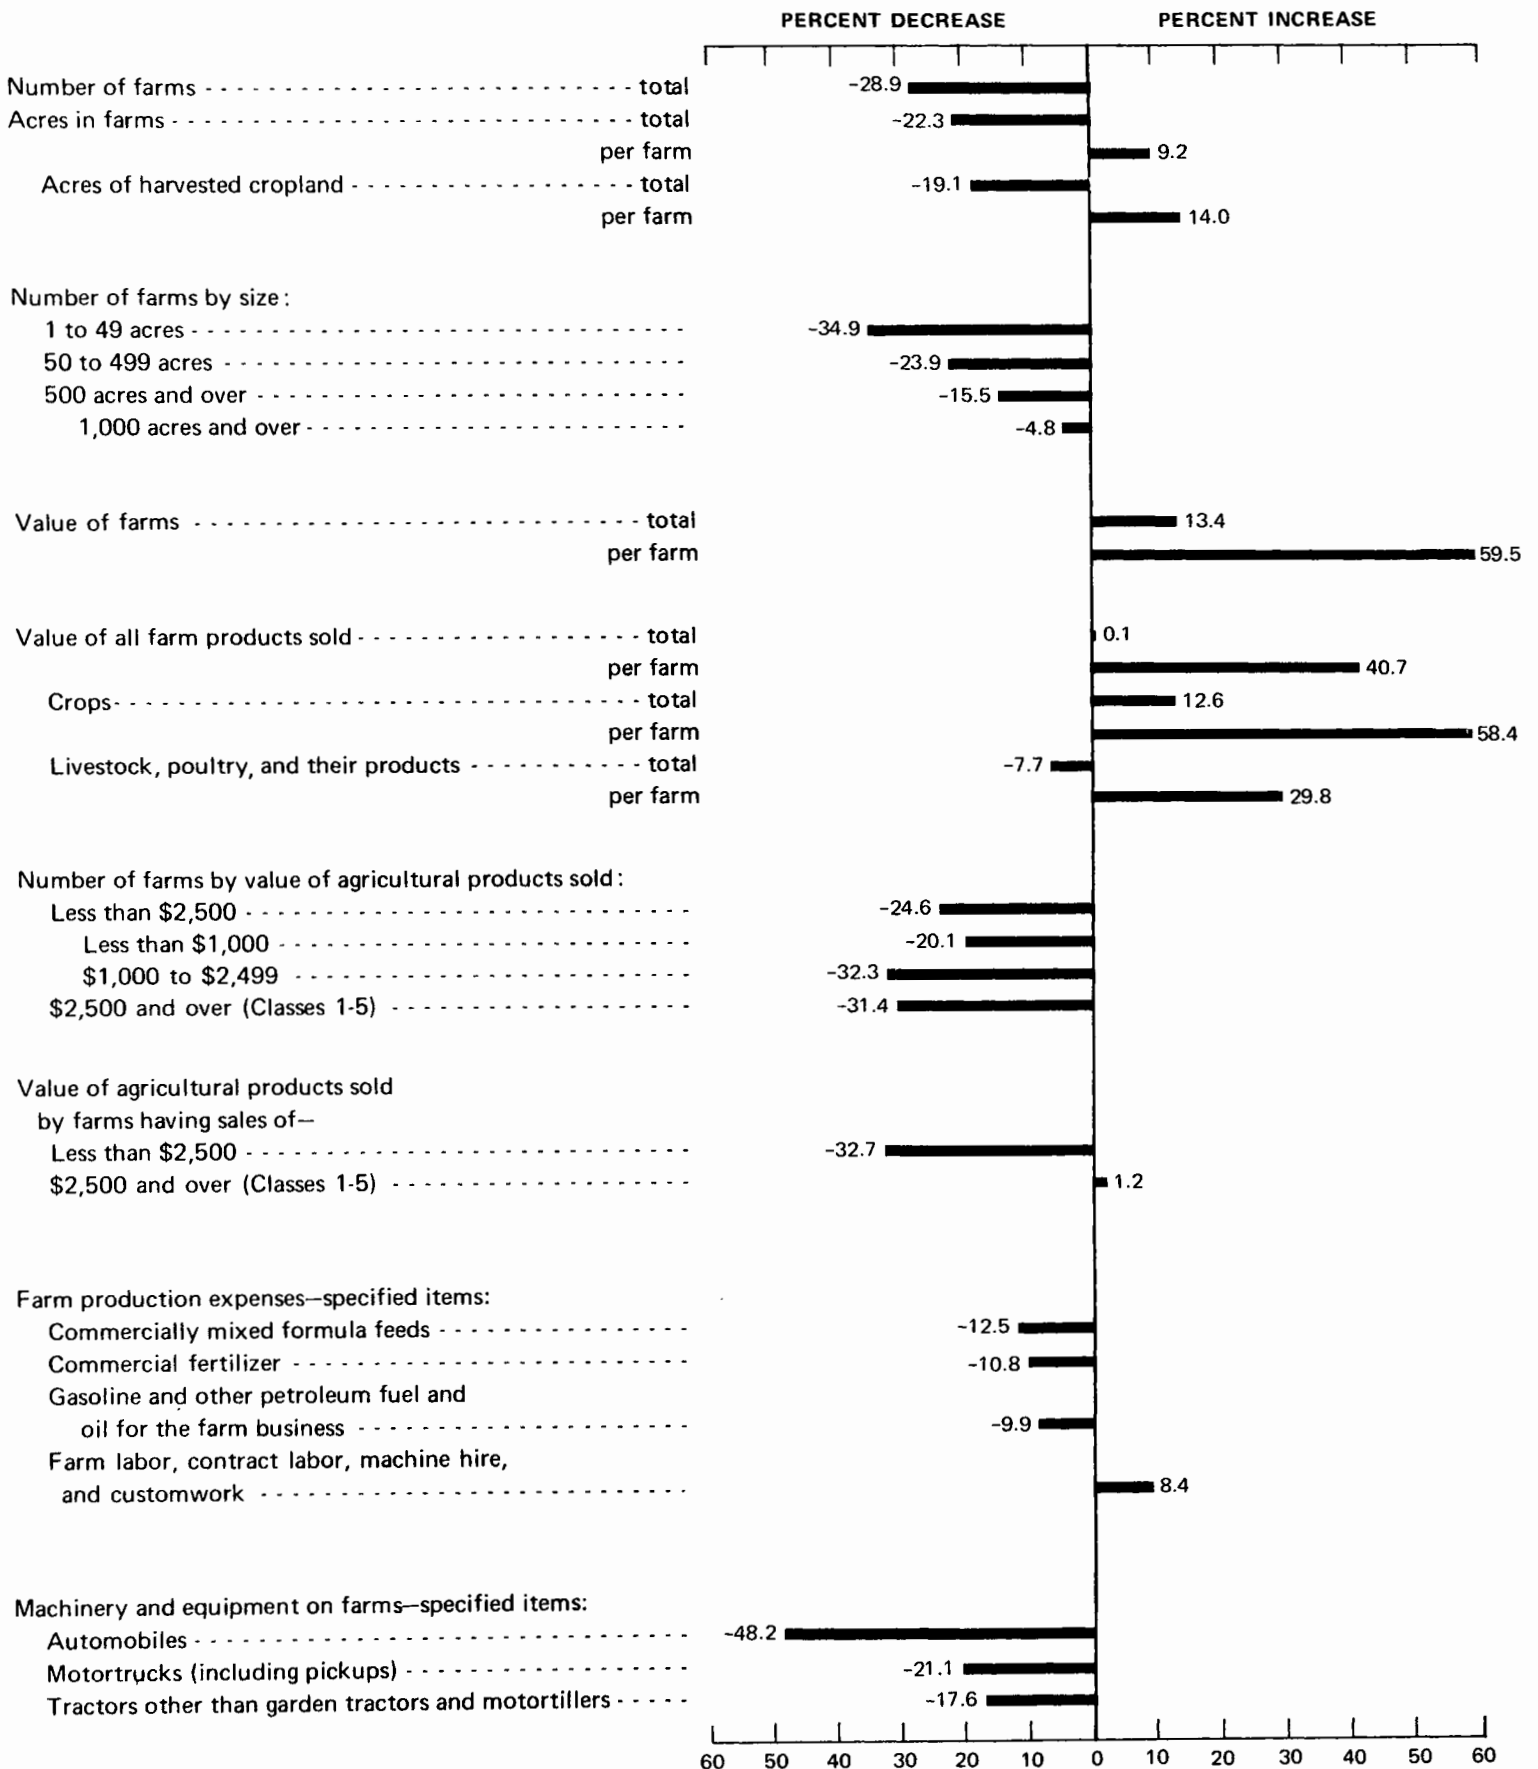 PERCENT DECREASE PERCENT INCREASE
Number of farms - - - - - - - - - - - - - - - - - - - - - - - - - - - total -28.9
Acres in farms - - - - - - - - - - - - - - - - - - - - - - - - - - - - - total -22.3
per farm 9.2
Acres of harvested cropland - - - - - - - - - - - - - - - - - - total -19.1
per farm 14.0
Number of farms by size:
1 to 49 acres - - - - - - - - - - - - - - - - - - - - - - - - - - - - - - - -34.9
50 to 499 acres - - - - - - - - - - - - - - - - - - - - - - - - - - - - - -23.9
500 acres and over - - - - - - - - - - - - - - - - - - - - - - - - - - - -15.5
1,000 acres and over - - - - - - - - - - - - - - - - - - - - - - - - -4.8
Value of farms - - - - - - - - - - - - - - - - - - - - - - - - - - - - total 13.4
per farm 59.5
Value of all farm products sold - - - - - - - - - - - - - - - - - - total 0.1
per farm 40.7
Crops - - - - - - - - - - - - - - - - - - - - - - - - - - - - - - - - - total 12.6
per farm 58.4
Livestock, poultry, and their products - - - - - - - - - - - total -7.7
per farm 29.8
Number of farms by value of agricultural products sold:
Less than $2,500 - - - - - - - - - - - - - - - - - - - - - - - - - - - - -24.6
Less than $1,000 - - - - - - - - - - - - - - - - - - - - - - - - - - -20.1
$1,000 to $2,499 - - - - - - - - - - - - - - - - - - - - - - - - - -32.3
$2,500 and over (Classes 1-5) - - - - - - - - - - - - - - - - - - - -31.4
Value of agricultural products sold
by farms having sales of—
Less than $2,500 - - - - - - - - - - - - - - - - - - - - - - - - - - - - -32.7
$2,500 and over (Classes 1-5) - - - - - - - - - - - - - - - - - - - 1.2
Farm production expenses—specified items:
Commercially mixed formula feeds - - - - - - - - - - - - - - - - -12.5
Commercial fertilizer - - - - - - - - - - - - - - - - - - - - - - - - - -10.8
Gasoline and other petroleum fuel and
oil for the farm business - - - - - - - - - - - - - - - - - - - - - -9.9
Farm labor, contract labor, machine hire,
and customwork - - - - - - - - - - - - - - - - - - - - - - - - - - - 8.4
Machinery and equipment on farms—specified items:
Automobiles - - - - - - - - - - - - - - - - - - - - - - - - - - - - - - - -48.2
Motortrucks (including pickups) - - - - - - - - - - - - - - - - - - -21.1
Tractors other than garden tractors and motortillers - - - - - -17.6
60 50 40 30 20 10 0 10 20 30 40 50 60